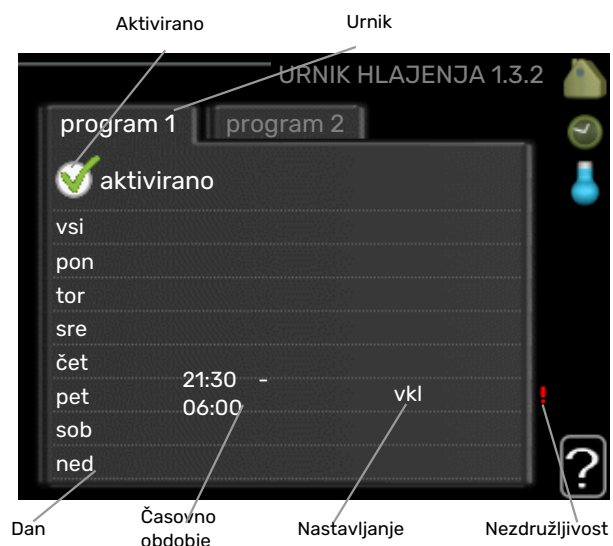 Aktivirano
Urnik
URNIK HLAJENJA 1.3.2
program 1
program 2
aktivirano
vsi
pon
tor
sre
čet
pet
21:30 -
06:00
vkl
!
sob
ned
?
Dan
Časovno
obdobje
Nastavljanje
Nezdružljivost